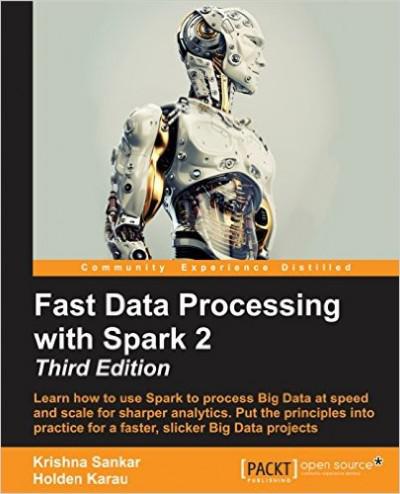 Community Experience Distilled
Fast Data Processing
with Spark 2
Third Edition
Learn how to use Spark to process Big Data at speed
and scale for sharper analytics. Put the principles into
practice for a faster, slicker Big Data projects
Krishna Sankar
Holden Karau
[PACKT] open source*
PUBLISHING community experience distilled